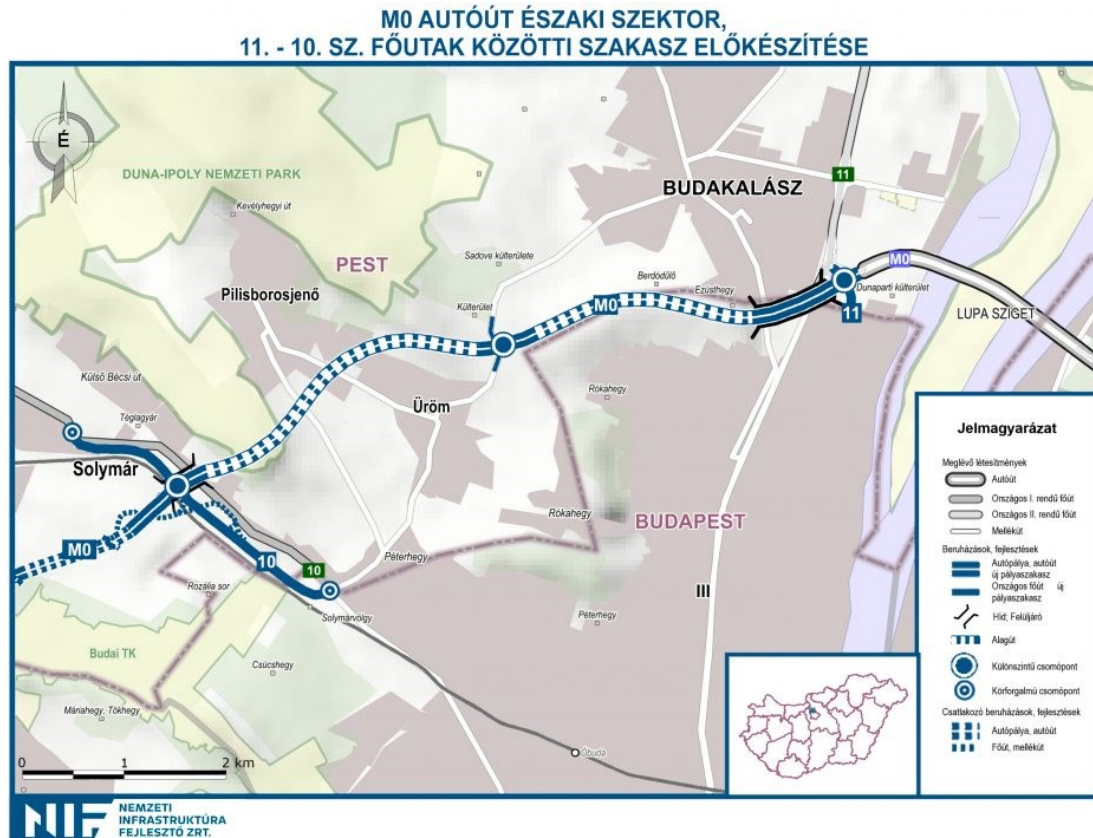 M0 AUTÓÚT ÉSZAKI SZEKTOR,
11. - 10. SZ. FŐUTAK KÖZÖTTI SZAKASZ ELŐKÉSZÍTÉSE
É
DUNA-IPOLY NEMZETI PARK
Kevélyhegyi út
11
BUDAKALÁSZ
PEST
Sadove külterülete
M0
Pilisborosjenő
Külterület
Berdódűlő
Ezüsthegy
Dunaparti külterület
M0
11
LUPA SZIGET
Külső Bécsi út
Rókahegy
Üröm
Téglagyár
Solymár
Rókahegy
BUDAPEST
M0
10
Péterhegy
10
Rozália sor
III
Solymárvölgy
Péterhegy
Budai TK
Csúcshegy
Máriahegy, Tökhegy
Óbuda
0 1 2 km
Jelmagyarázat
Meglévő létesítmények
Autóút
Országos I. rendű főút
Országos II. rendű főút
Mellékút
Beruházások, fejlesztések
Autópálya, autóút
új pályaszakasz
Országos főút új
pályaszakasz
Híd; Felüljáró
Alagút
Különszintű csomópont
Körforgalmú csomópont
Csatlakozó beruházások, fejlesztések
Autópálya, autóút
Főút, mellékút
NIF NEMZETI
INFRASTRUKTÚRA
FEJLESZTŐ ZRT.